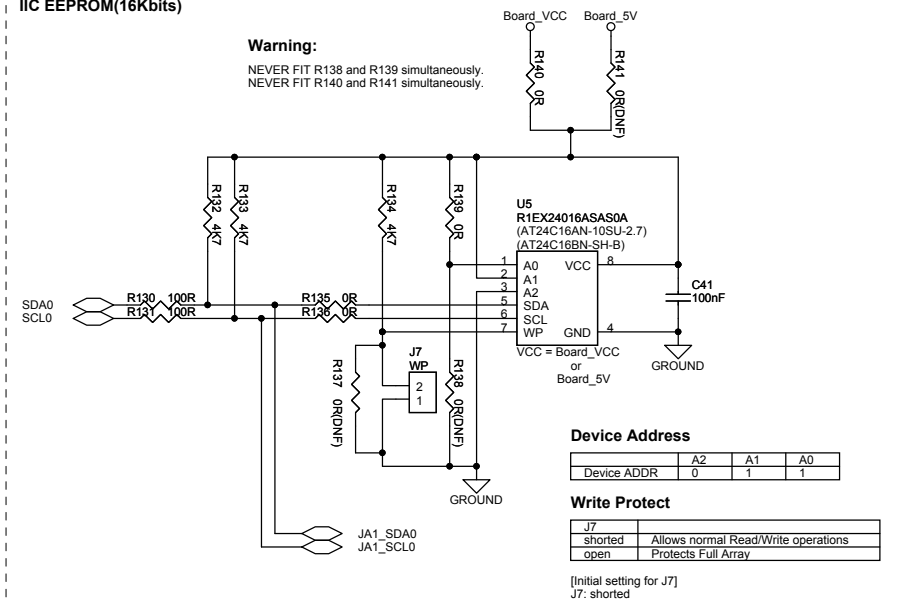 IIC EEPROM(16Kbits)
Board_VCC Board_5V
Warning:
NEVER FIT R138 and R139 simultaneously.
NEVER FIT R140 and R141 simultaneously.
R140 0R
R141 0R(DNF)
R132 4K7
R133 4K7
R134 4K7
R139 0R
U5
R1EX24016ASAS0A
(AT24C16AN-10SU-2.7)
(AT24C16BN-SH-B)
1 A0 VCC 8
2 A1
3 A2
5 SDA
6 SCL
7 WP GND 4
VCC = Board_VCC
or
Board_5V
C41
100nF
GROUND
SDA0 R130 100R R135 0R
SCL0 R131 100R R136 0R
R137 0R(DNF)
J7
WP
2
1
R138 0R(DNF)
GROUND
JA1_SDA0
JA1_SCL0
Device Address
A2 A1 A0
Device ADDR 0 1 1
Write Protect
J7
shorted Allows normal Read/Write operations
open Protects Full Array
[Initial setting for J7]
J7: shorted